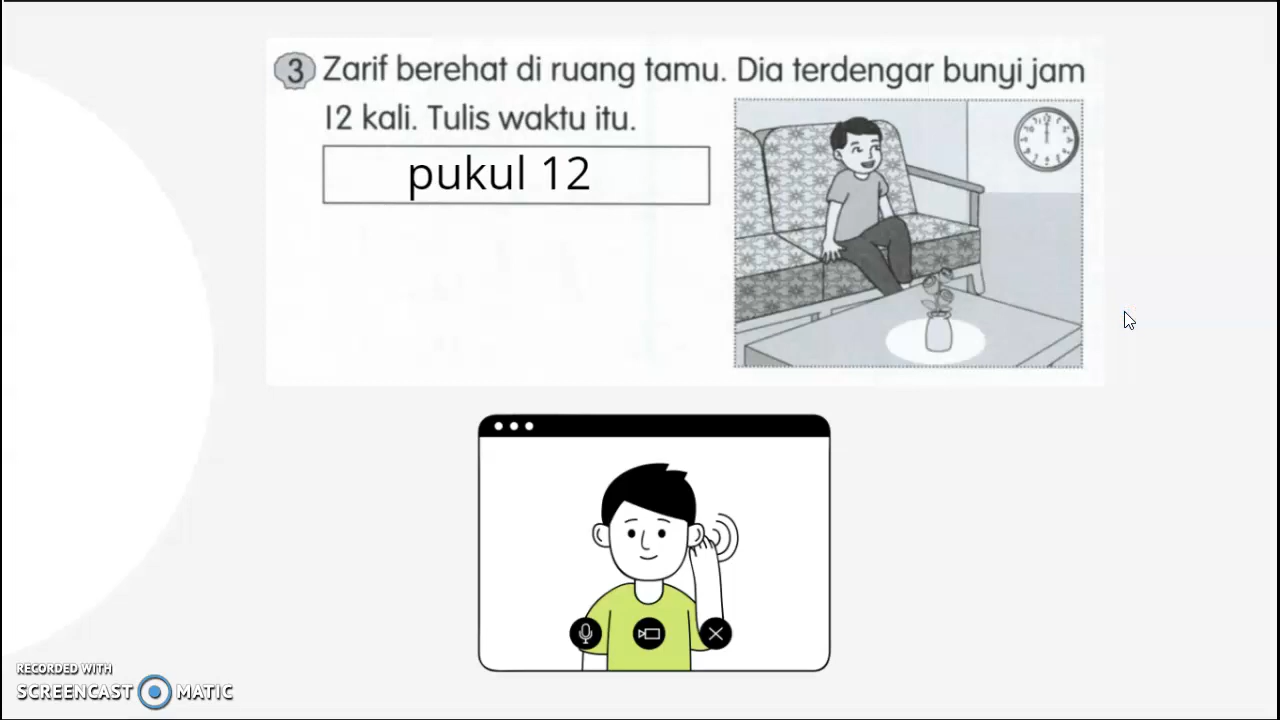 3 Zarif berehat di ruang tamu. Dia terdengar bunyi jam
12 kali. Tulis waktu itu.
pukul 12
RECORDED WITH
SCREENCAST MATIC